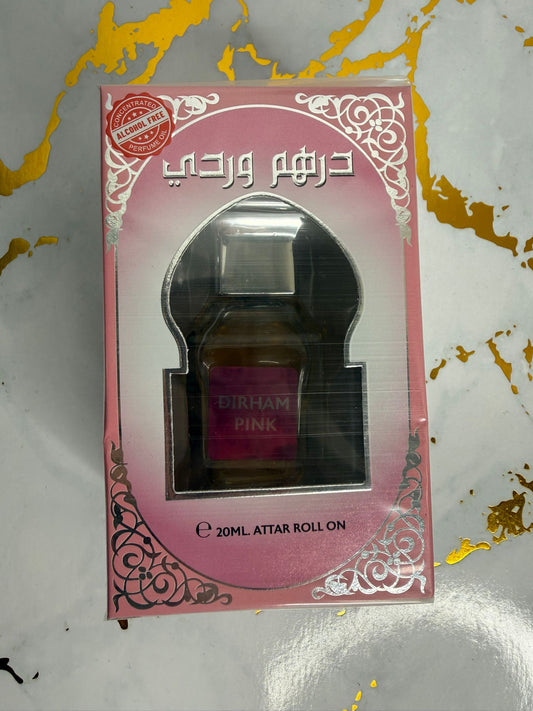 CONCENTRATED
ALCOHOL FREE
PERFUME OIL
درهم وردي
DIRHAM
PINK
e 20ML. ATTAR ROLL ON